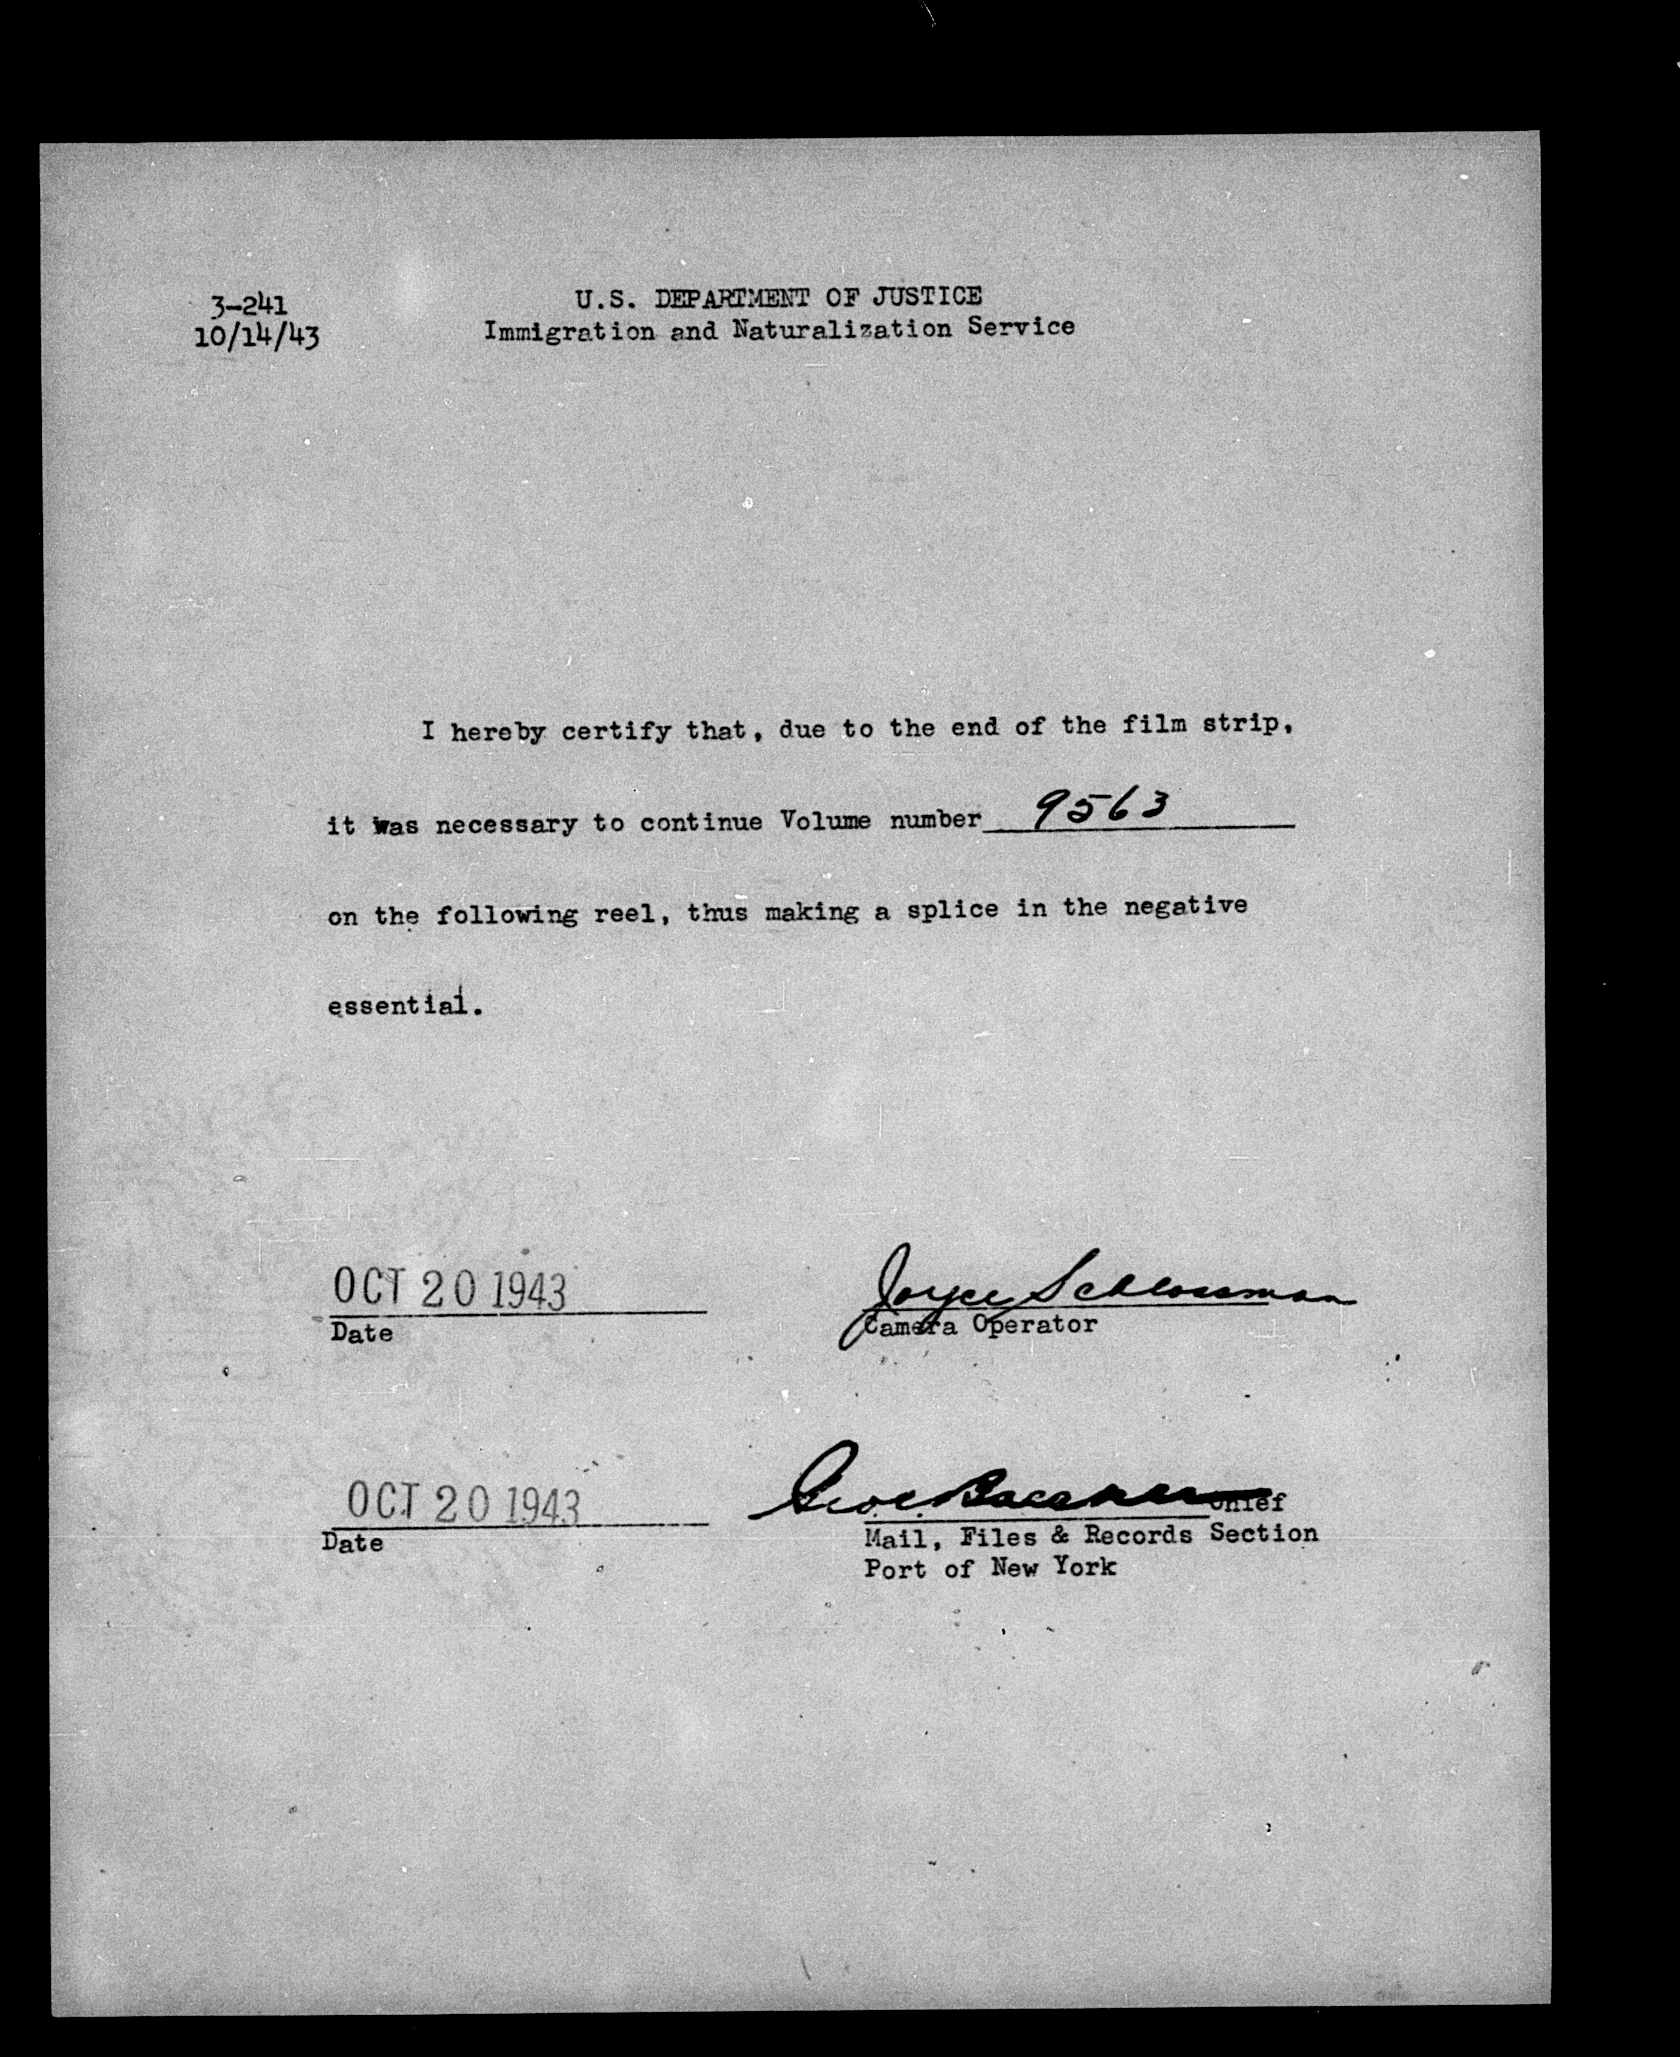 3-241
10/14/43
U.S. DEPARTMENT OF JUSTICE
Immigration and Naturalization Service
I hereby certify that, due to the end of the film strip,
it was necessary to continue Volume number 9563
on the following reel, thus making a splice in the negative
essential.
OCT 20 1943
Date
Joyce Schlossman
Camera Operator
OCT 20 1943
Date
Chief
Mail, Files & Records Section
Port of New York